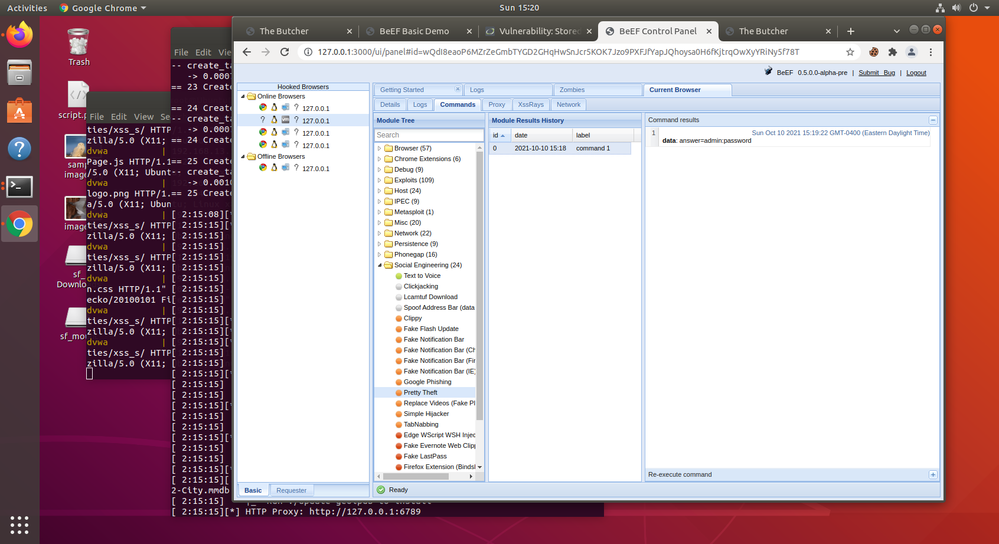 Activities
Google Chrome
Sun 15:20
Trash
script.
sam
image
image
sf_
Downlo
sf_mo
File Edit View Se
ties/xss_s/ HTTP
zilla/5.0 (X11;
dvwa |
Page.js HTTP/1.1
/5.0 (X11; Ubunt
dvwa |
logo.png HTTP/1.
a/5.0 (X11; Ubun
dvwa |
ties/xss_s/ HTTP
zilla/5.0 (X11;
dvwa |
ties/xss_s/ HTTP
zilla/5.0 (X11;
dvwa |
n.css HTTP/1.1"
ecko/20100101 Fi
dvwa |
ties/xss_s/ HTTP
zilla/5.0 (X11;
dvwa |
ties/xss_s/ HTTP
zilla/5.0 (X11;
File Edit Vie
-- create_ta
-> 0.0007
== 23 Create
== 24 Create
-- create_ta
-> 0.0007
== 24 Create
== 25 Create
-- create_ta
-> 0.0010
== 25 Create
[ 2:15:08][*
[ 2:15:15][*
[ 2:15:15]
[ 2:15:15]
[ 2:15:15]
[ 2:15:15]
[ 2:15:15]
[ 2:15:15]
[ 2:15:15]
[ 2:15:15]
[ 2:15:15][*
[ 2:15:15]
[ 2:15:15][*
[ 2:15:15]
[ 2:15:15]
[ 2:15:15][*
[ 2:15:15]
[ 2:15:15]
[ 2:15:15][*
[ 2:15:15]
[ 2:15:15]
[ 2:15:15][*
[ 2:15:15]
[ 2:15:15]
[ 2:15:15][*
[ 2:15:15][
2-City.mmdb
[ 2:15:15]
[ 2:15:15][*] HTTP Proxy: http://127.0.0.1:6789
The Butcher
BeEF Basic Demo
Vulnerability: Stored
BeEF Control Panel
The Butcher
127.0.0.1:3000/ui/panel#id=wQdI8eaoP6MZrZeGmbTYGD2GHqHwSnJcr5KOK7Jzo9PXFJfYapJQhoysa0H6fKjtrqOwXyYRiNy5f78T
BeEF 0.5.0.0-alpha-pre | Submit Bug | Logout
Hooked Browsers
Online Browsers
? 127.0.0.1
? vm ? 127.0.0.1
? 127.0.0.1
? 127.0.0.1
Offline Browsers
? 127.0.0.1
Basic
Requester
Getting Started
Logs
Zombies
Current Browser
Details
Logs
Commands
Proxy
XssRays
Network
Module Tree
Search
Browser (57)
Chrome Extensions (6)
Debug (9)
Exploits (109)
Host (24)
IPEC (9)
Metasploit (1)
Misc (20)
Network (22)
Persistence (9)
Phonegap (16)
Social Engineering (24)
Text to Voice
Clickjacking
Lcamtuf Download
Spoof Address Bar (data
Clippy
Fake Flash Update
Fake Notification Bar
Fake Notification Bar (Ch
Fake Notification Bar (Fir
Fake Notification Bar (IE)
Google Phishing
Pretty Theft
Replace Videos (Fake Pl
Simple Hijacker
TabNabbing
Edge WScript WSH Injec
Fake Evernote Web Clipp
Fake LastPass
Firefox Extension (Bindsh
Module Results History
id date label
0 2021-10-10 15:18 command 1
Command results
1 Sun Oct 10 2021 15:19:22 GMT-0400 (Eastern Daylight Time)
data: answer=admin:password
Re-execute command
Ready